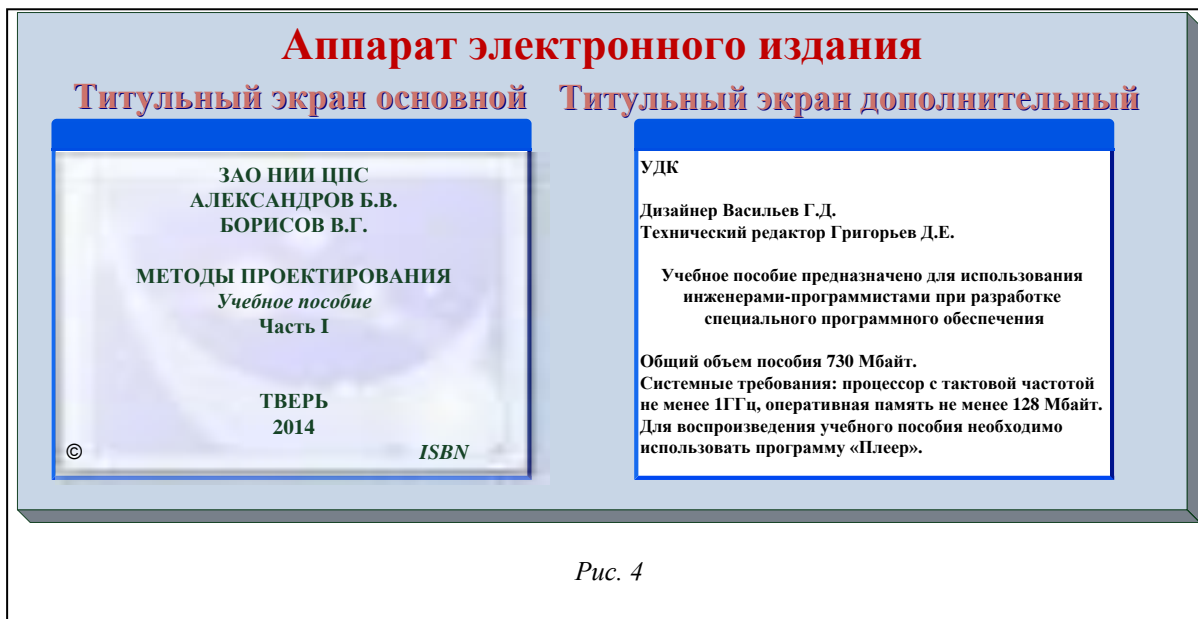 Аппарат электронного издания
Титульный экран основной
ЗАО НИИ ЦПС
АЛЕКСАНДРОВ Б.В.
БОРИСОВ В.Г.
МЕТОДЫ ПРОЕКТИРОВАНИЯ
Учебное пособие
Часть I
ТВЕРЬ
2014
© ISBN
Титульный экран дополнительный
УДК
Дизайнер Васильев Г.Д.
Технический редактор Григорьев Д.Е.
Учебное пособие предназначено для использования
инженерами-программистами при разработке
специального программного обеспечения
Общий объем пособия 730 Мбайт.
Системные требования: процессор с тактовой частотой
не менее 1ГГц, оперативная память не менее 128 Мбайт.
Для воспроизведения учебного пособия необходимо
использовать программу «Плеер».
Рис. 4